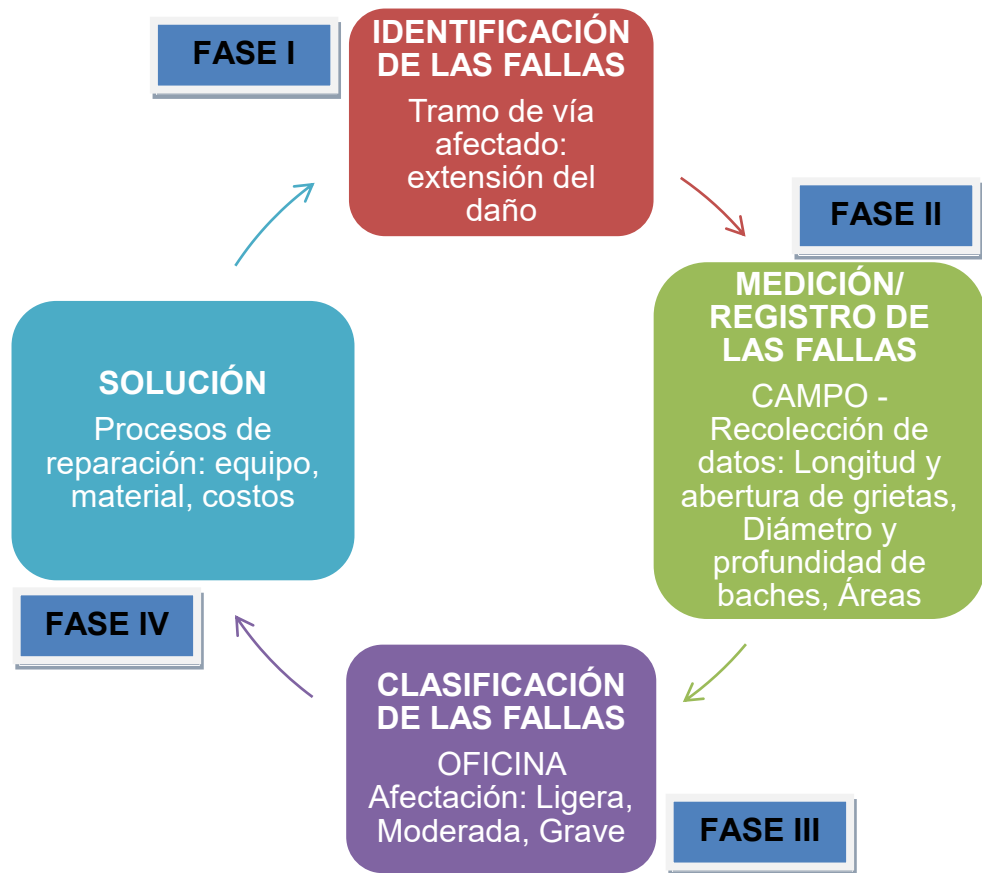 FASE I
IDENTIFICACIÓN
DE LAS FALLAS
Tramo de vía
afectado:
extensión del
daño
FASE II
MEDICIÓN/
REGISTRO DE
LAS FALLAS
CAMPO -
Recolección de
datos: Longitud y
abertura de grietas,
Diámetro y
profundidad de
baches, Áreas
CLASIFICACIÓN
DE LAS FALLAS
OFICINA
Afectación: Ligera,
Moderada, Grave
FASE III
SOLUCIÓN
Procesos de
reparación: equipo,
material, costos
FASE IV